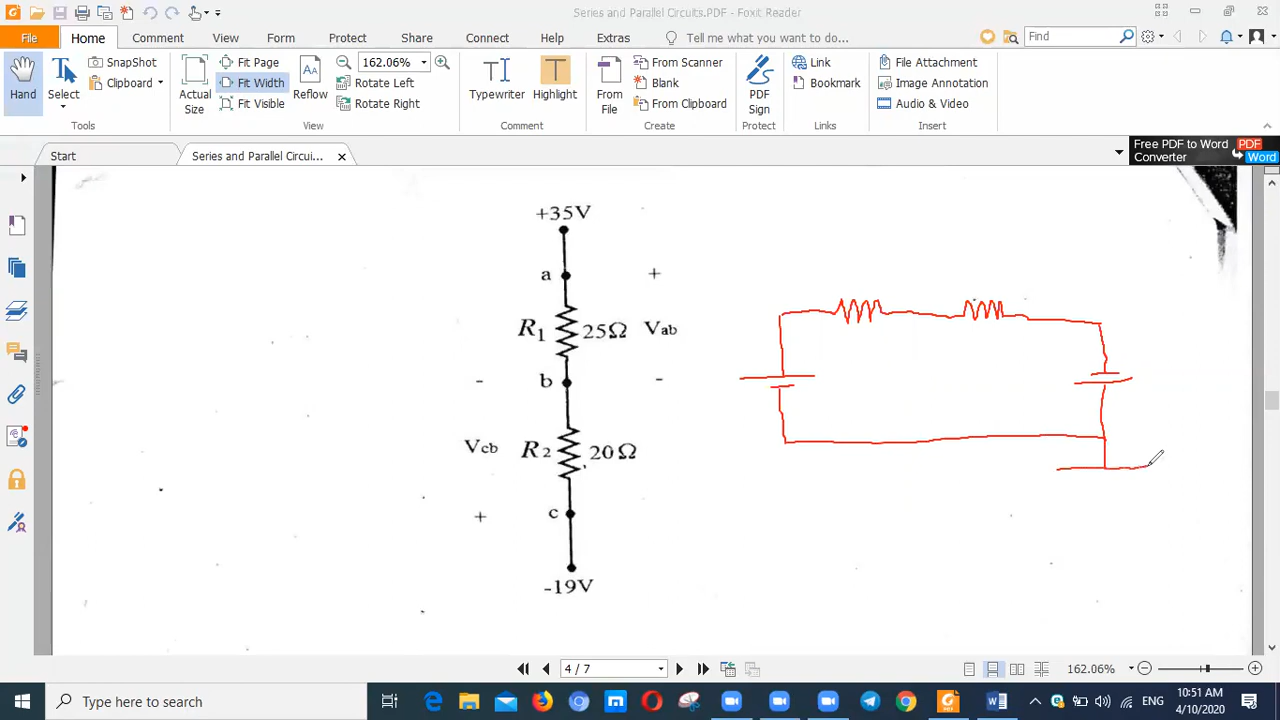 Series and Parallel Circuits.PDF - Foxit Reader
File Home Comment View Form Protect Share Connect Help Extras Tell me what you want to do... Find
Hand
Select
SnapShot
Clipboard
Tools
Actual Size
Fit Page
Fit Width
Fit Visible
Reflow
162.06%
Rotate Left
Rotate Right
View
Typewriter
Highlight
Comment
From File
From Scanner
Blank
From Clipboard
Create
PDF Sign
Protect
Link
Bookmark
Links
File Attachment
Image Annotation
Audio & Video
Insert
Start
Series and Parallel Circui...
Free PDF to Word Converter
PDF
Word
+35V
a
+
R1 25Ω Vab
- b -
Vcb R2 20Ω
c
+
-19V
4 / 7
162.06%
Type here to search
ENG
10:51 AM
4/10/2020